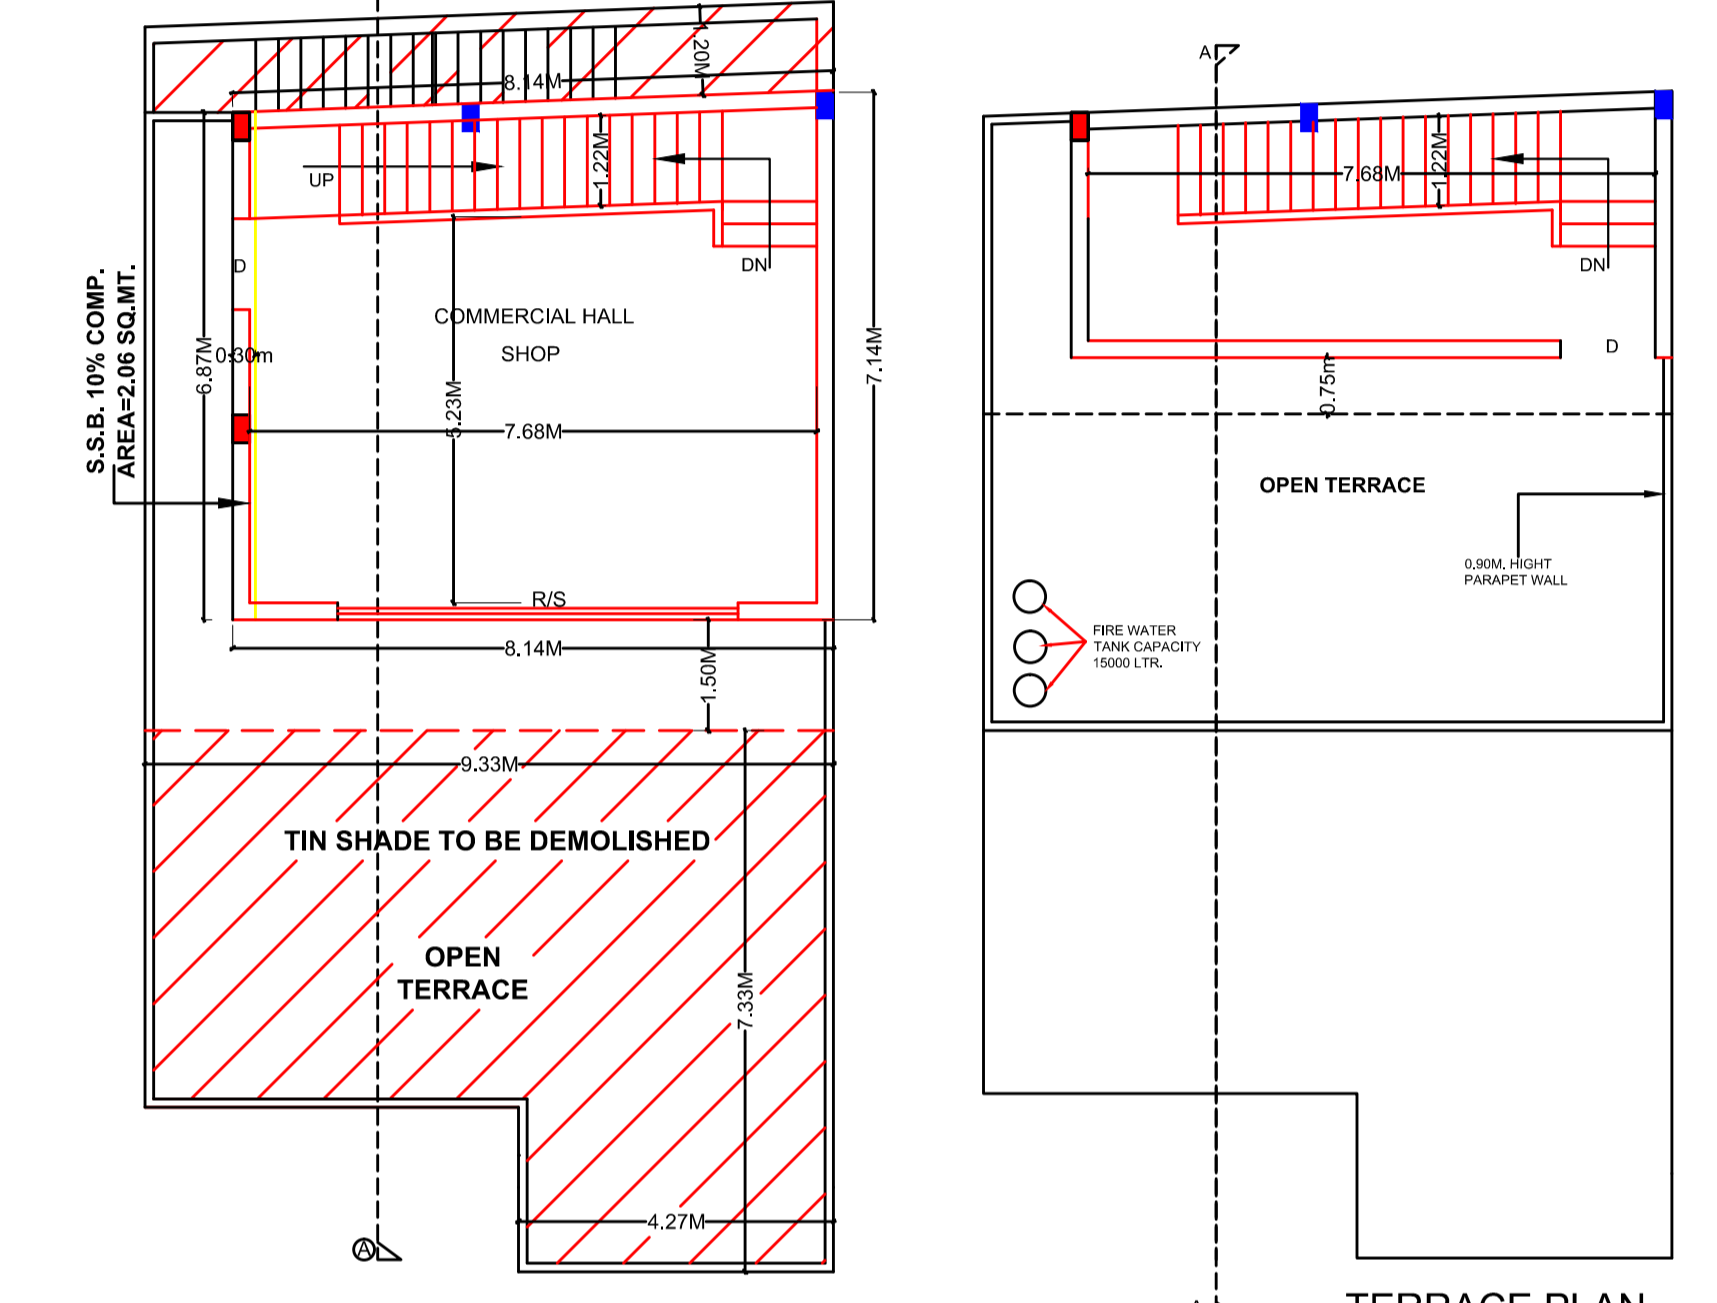 1.20M
8.14M
UP
1.22M
DN
D
COMMERCIAL HALL
SHOP
S.S.B. 10% COMP.
AREA=2.06 SQ.MT.
6.87M
0.30m
5.23M
7.68M
7.14M
R/S
8.14M
1.50M
9.33M
TIN SHADE TO BE DEMOLISHED
OPEN
TERRACE
7.33M
4.27M
A
A
7.68M
1.22M
DN
D
0.75m
OPEN TERRACE
0.90M. HIGHT
PARAPET WALL
FIRE WATER
TANK CAPACITY
15000 LTR.
TERRACE PLAN